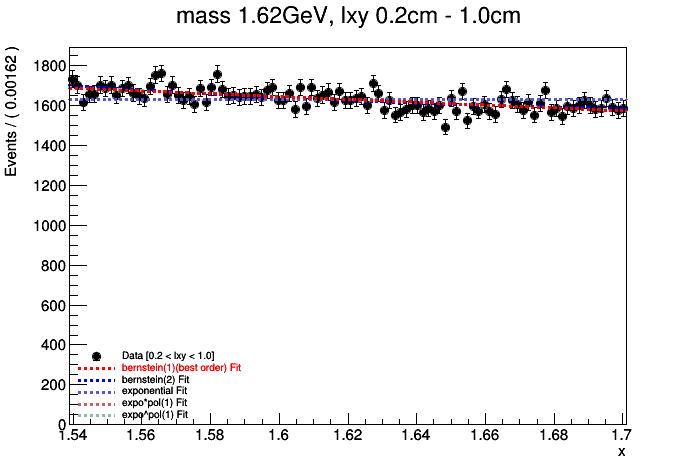 mass 1.62GeV, lxy 0.2cm - 1.0cm
Events / ( 0.00162 )
1800
1600
1400
1200
1000
800
600
400
200
0
Data [0.2 < lxy < 1.0]
bernstein(1)(best order) Fit
bernstein(2) Fit
exponential Fit
expo*pol(1) Fit
expo^pol(1) Fit
1.54 1.56 1.58 1.6 1.62 1.64 1.66 1.68 1.7
x